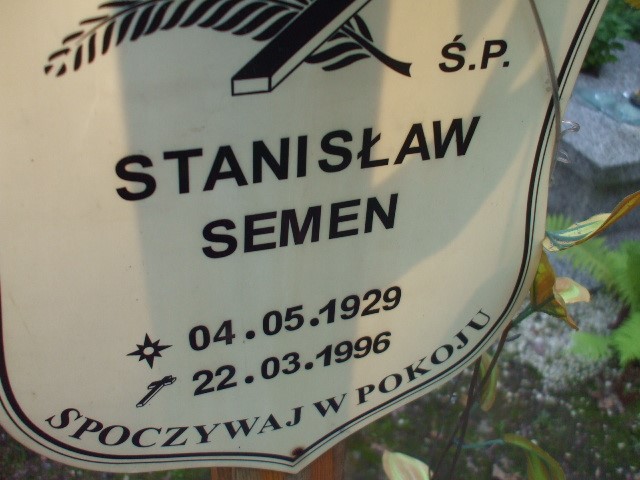 Ś.P.
STANISŁAW
SEMEN
04.05.1929
22.03.1996
SPOCZYWAJ W POKOJU